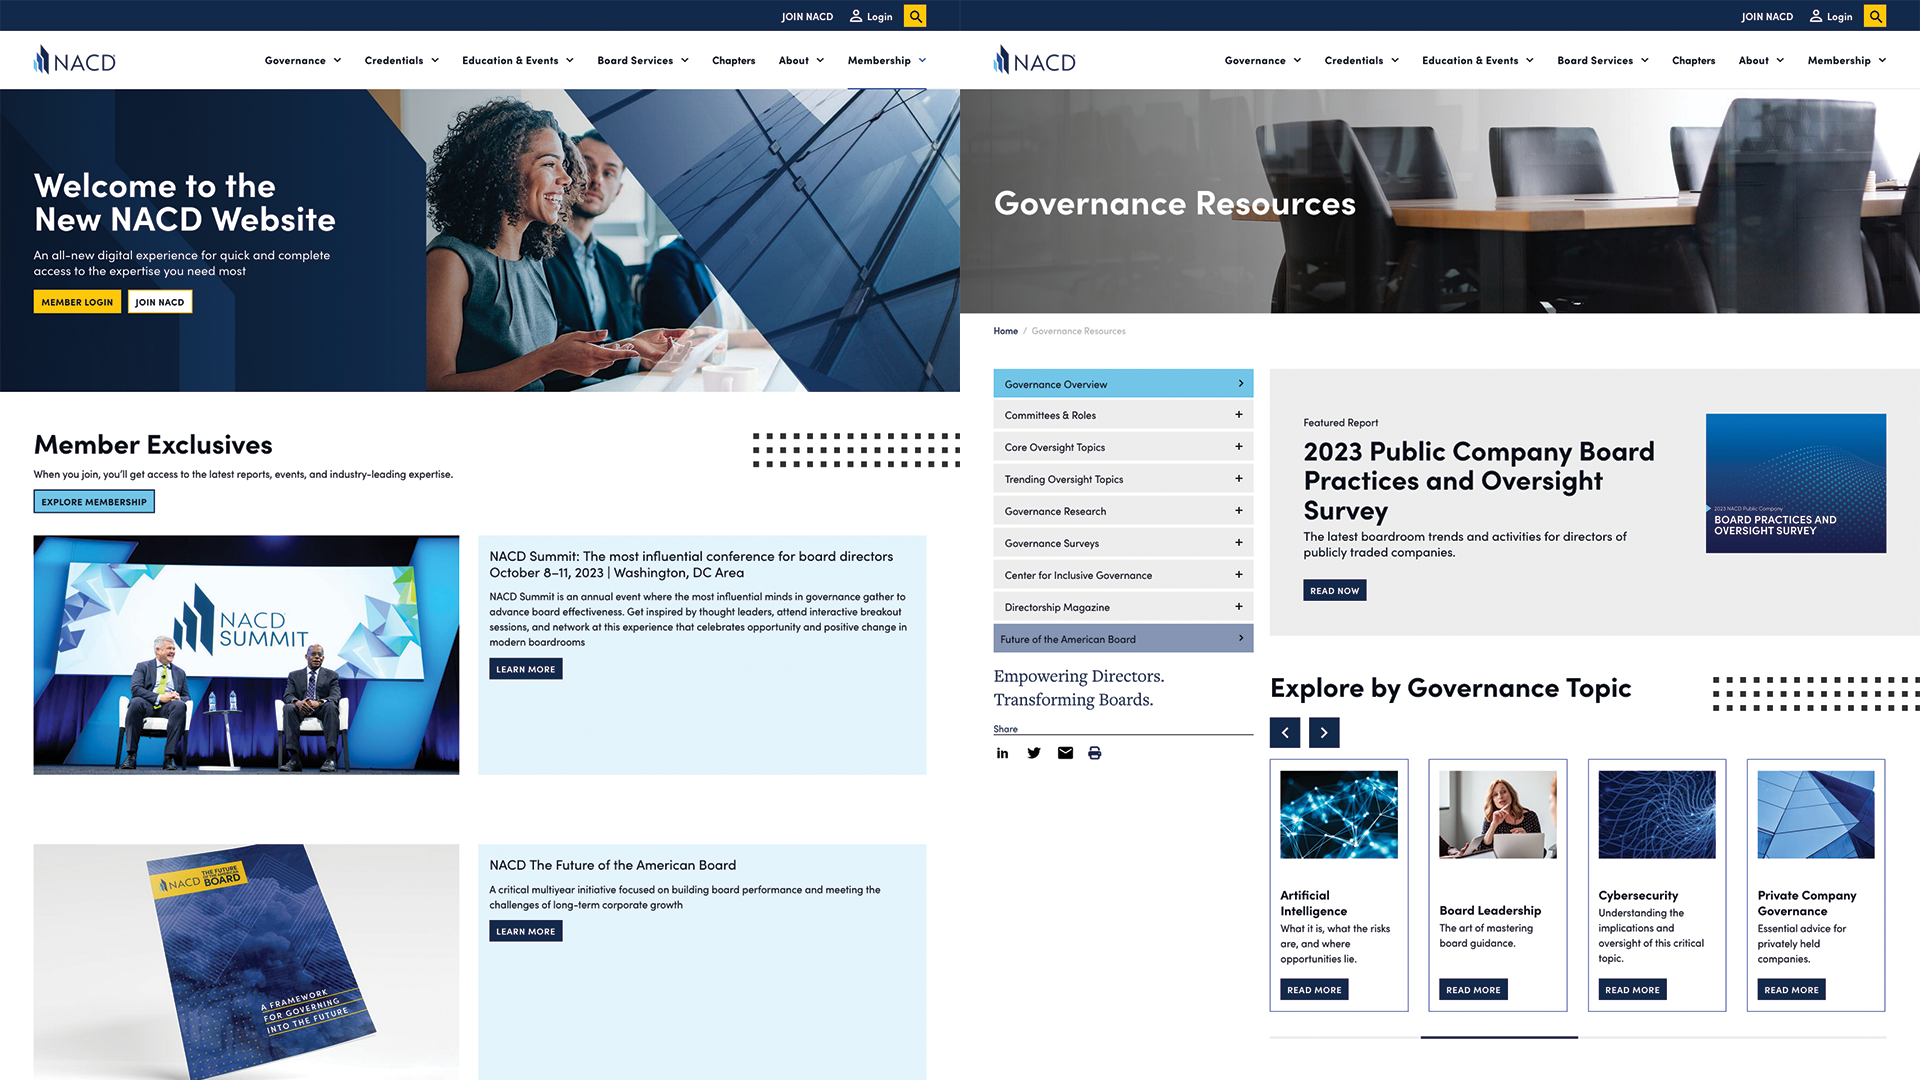 JOIN NACD
Login
NACD
Governance
Credentials
Education & Events
Board Services
Chapters
About
Membership
Welcome to the
New NACD Website
An all-new digital experience for quick and complete
access to the expertise you need most
MEMBER LOGIN
JOIN NACD
Member Exclusives
When you join, you'll get access to the latest reports, events, and industry-leading expertise.
EXPLORE MEMBERSHIP
NACD
SUMMIT
NACD Summit: The most influential conference for board directors
October 8–11, 2023 | Washington, DC Area
NACD Summit is an annual event where the most influential minds in governance gather to
advance board effectiveness. Get inspired by thought leaders, attend interactive breakout
sessions, and network at this experience that celebrates opportunity and positive change in
modern boardrooms
LEARN MORE
NACD
THE FUTURE
OF THE AMERICAN
BOARD
A FRAMEWORK
FOR GOVERNING
INTO THE FUTURE
NACD The Future of the American Board
A critical multiyear initiative focused on building board performance and meeting the
challenges of long-term corporate growth
LEARN MORE
JOIN NACD
Login
NACD
Governance
Credentials
Education & Events
Board Services
Chapters
About
Membership
Governance Resources
Home / Governance Resources
Governance Overview
Committees & Roles
Core Oversight Topics
Trending Oversight Topics
Governance Research
Governance Surveys
Center for Inclusive Governance
Directorship Magazine
Future of the American Board
Empowering Directors.
Transforming Boards.
Share
Featured Report
2023 Public Company Board
Practices and Oversight
Survey
The latest boardroom trends and activities for directors of
publicly traded companies.
READ NOW
2023 NACD Public Company
BOARD PRACTICES AND
OVERSIGHT SURVEY
Explore by Governance Topic
Artificial
Intelligence
What it is, what the risks
are, and where
opportunities lie.
READ MORE
Board Leadership
The art of mastering
board guidance.
READ MORE
Cybersecurity
Understanding the
implications and
oversight of this critical
topic.
READ MORE
Private Company
Governance
Essential advice for
privately held
companies.
READ MORE